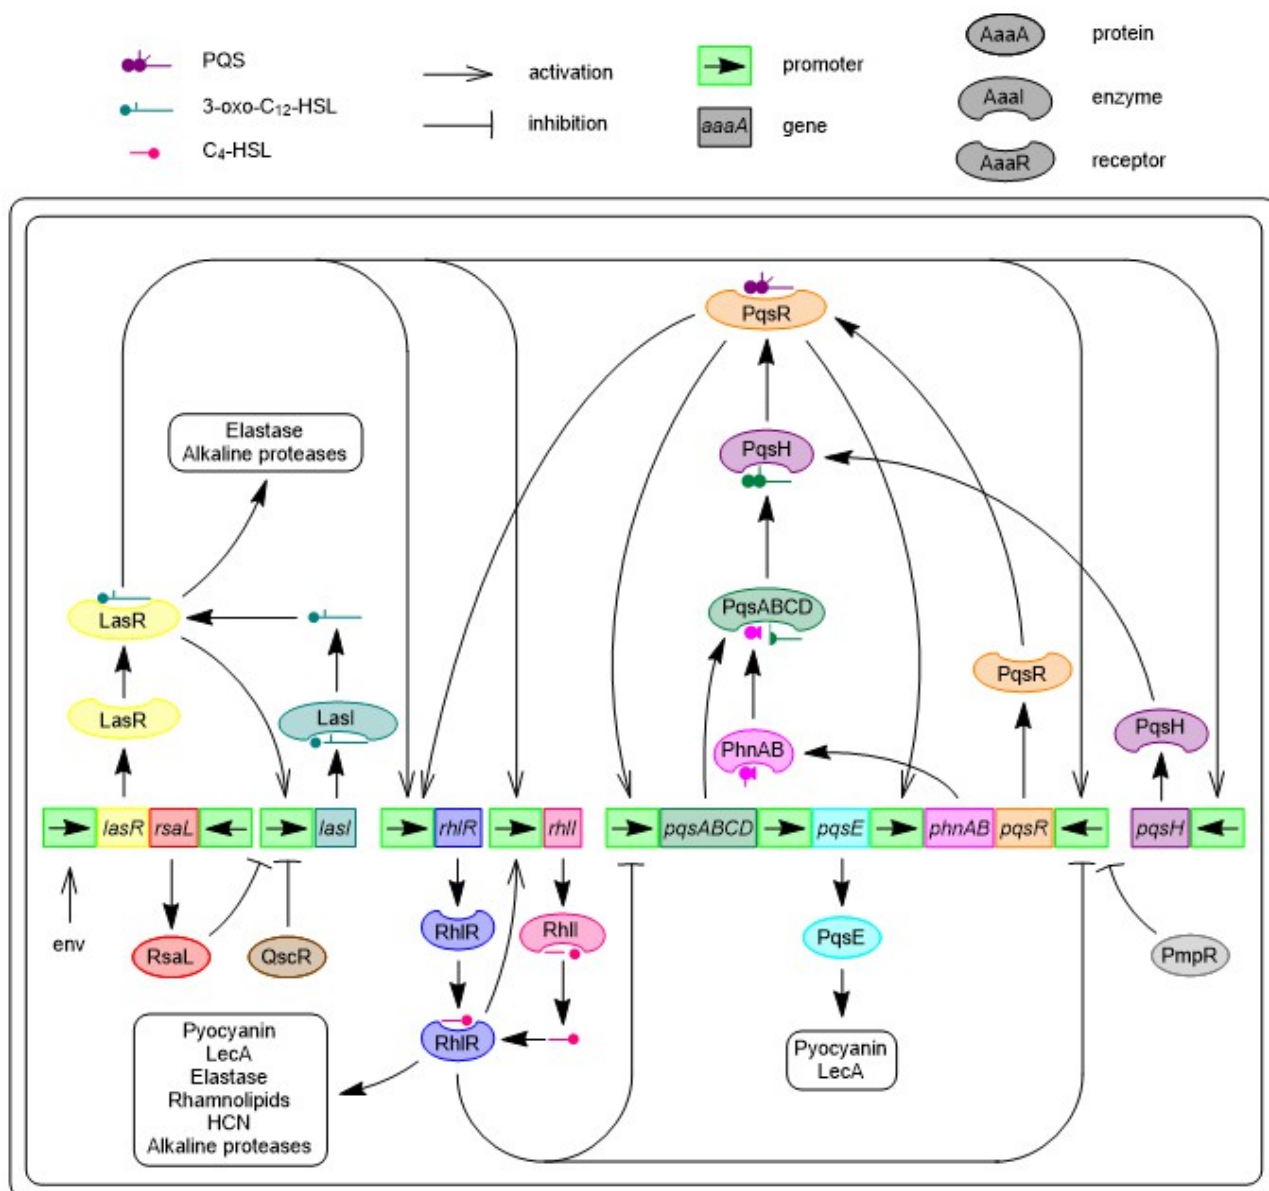 PQS
3-oxo-C₁₂-HSL
C₄-HSL
activation
inhibition
promoter
aaaA
gene
AaaA
protein
AaaI
enzyme
AaaR
receptor
PqsR
Elastase
Alkaline proteases
PqsH
LasR
PqsABCD
LasR
LasI
PhnAB
PqsR
PqsH
lasR
rsaL
lasI
rhlR
rhlI
pqsABCD
pqsE
phnAB
pqsR
pqsH
env
RsaL
QscR
RhlR
RhlI
PqsE
PmpR
RhlR
Pyocyanin
LecA
Elastase
Rhamnolipids
HCN
Alkaline proteases
Pyocyanin
LecA